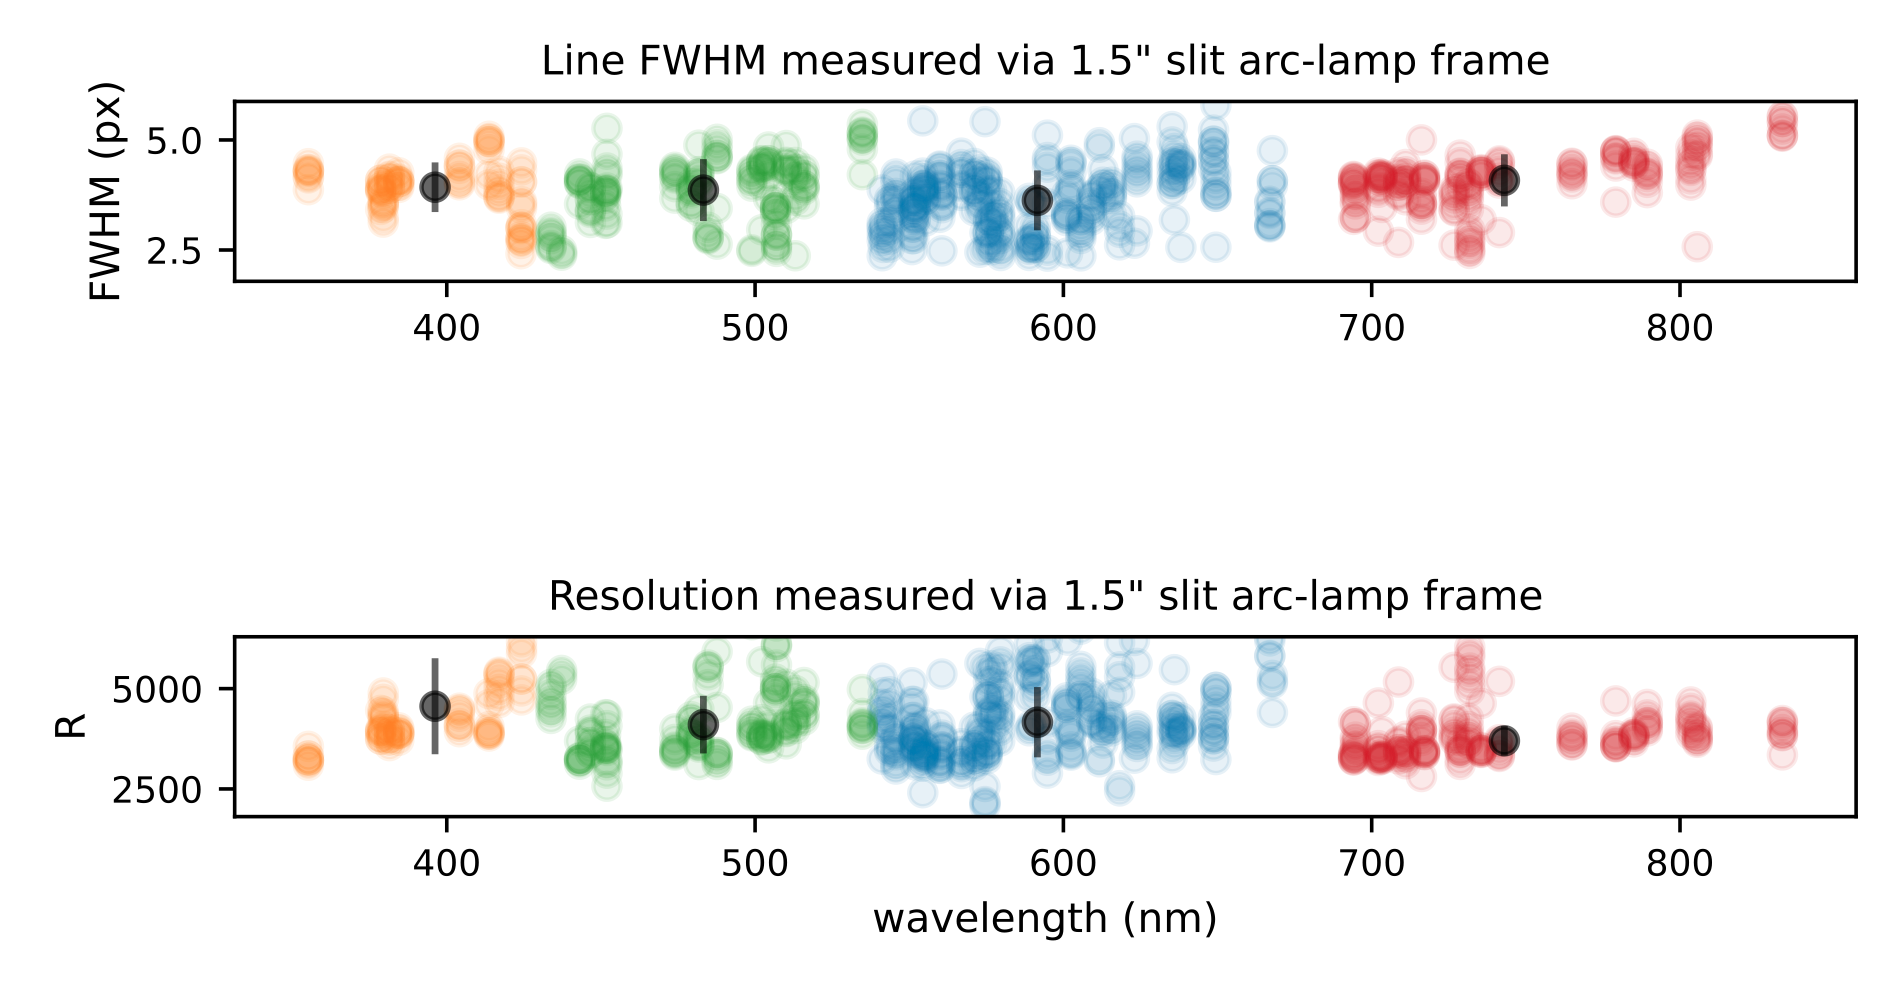 Line FWHM measured via 1.5" slit arc-lamp frame
FWHM (px)
5.0
2.5
400 500 600 700 800
Resolution measured via 1.5" slit arc-lamp frame
R
5000
2500
400 500 600 700 800
wavelength (nm)